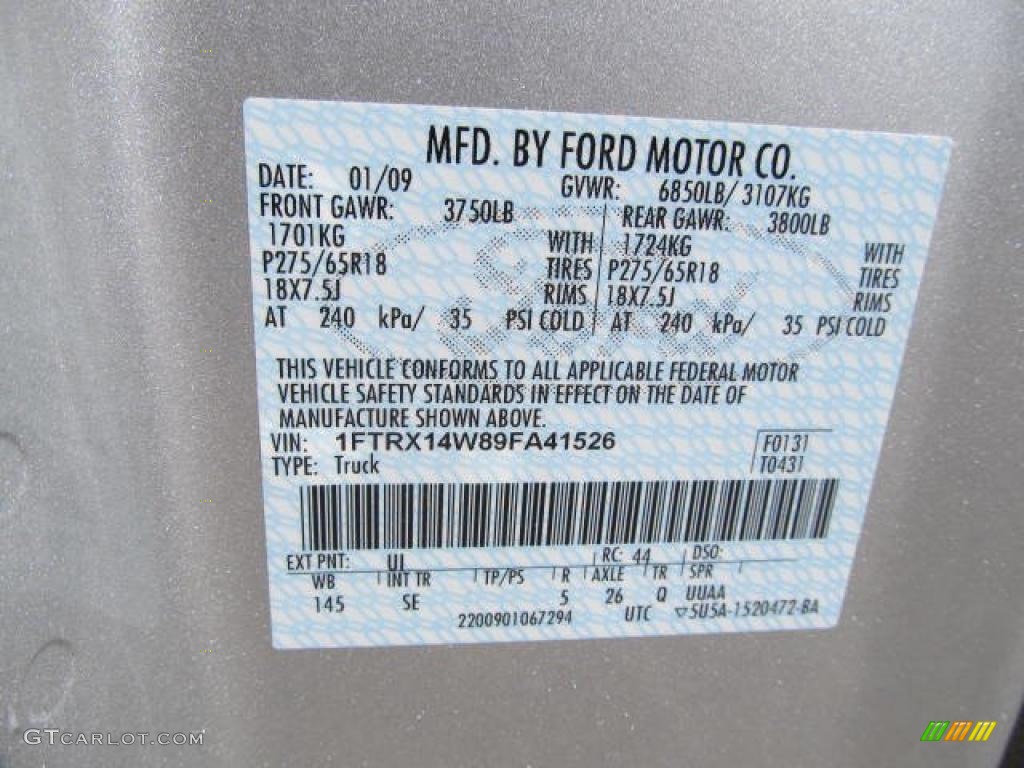 MFD. BY FORD MOTOR CO.
DATE: 01/09 GVWR: 6850LB/ 3107KG
FRONT GAWR: 3750LB REAR GAWR: 3800LB
1701KG WITH 1724KG WITH
P275/65R18 TIRES P275/65R18 TIRES
18X7.5J RIMS 18X7.5J RIMS
AT 240 kPa/ 35 PSI COLD AT 240 kPa/ 35 PSI COLD
THIS VEHICLE CONFORMS TO ALL APPLICABLE FEDERAL MOTOR
VEHICLE SAFETY STANDARDS IN EFFECT ON THE DATE OF
MANUFACTURE SHOWN ABOVE.
VIN: 1FTRX14W89FA41526 F0131
TYPE: Truck T0431
EXT PNT: UI RC: 44 DSO:
WB INT TR TP/PS R AXLE TR SPR
145 SE 5 26 Q UUAA
2200901067294 UTC ▽5U5A-1520472-BA
GTCARLOT.COM